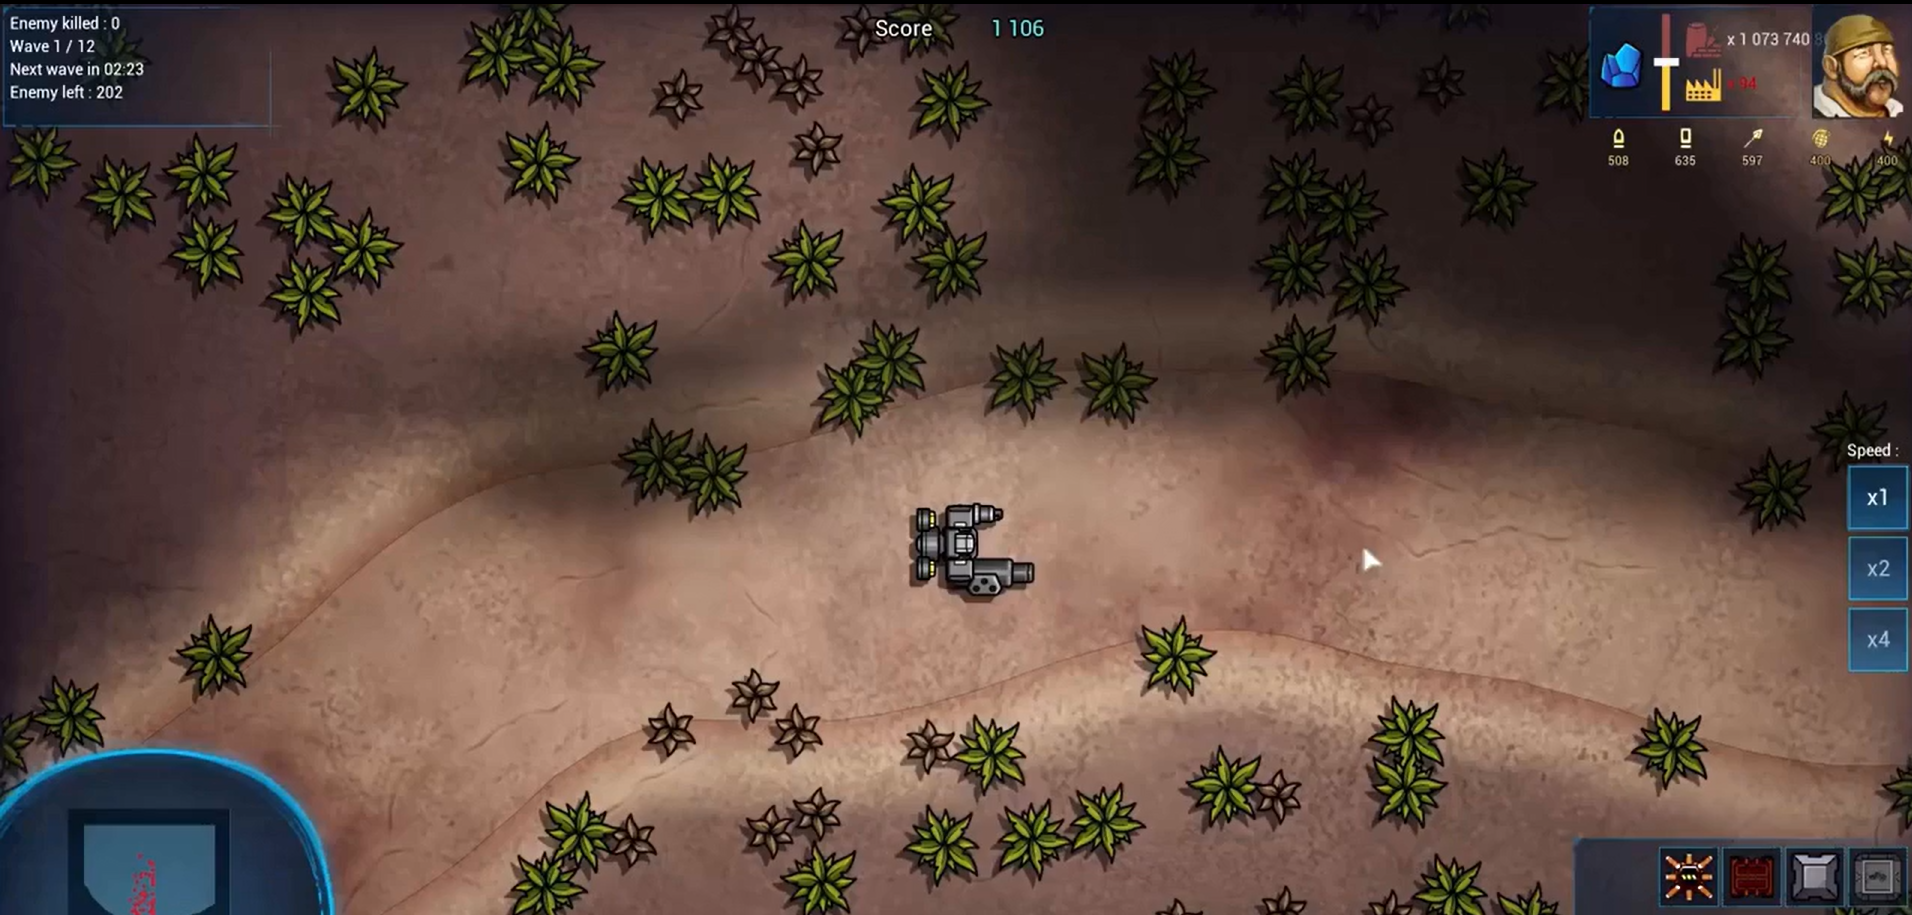 Enemy killed : 0
Wave 1 / 12
Next wave in 02:23
Enemy left : 202
Score 1 106
x 1 073 740
508 635 597 400 400
Speed :
x1
x2
x4